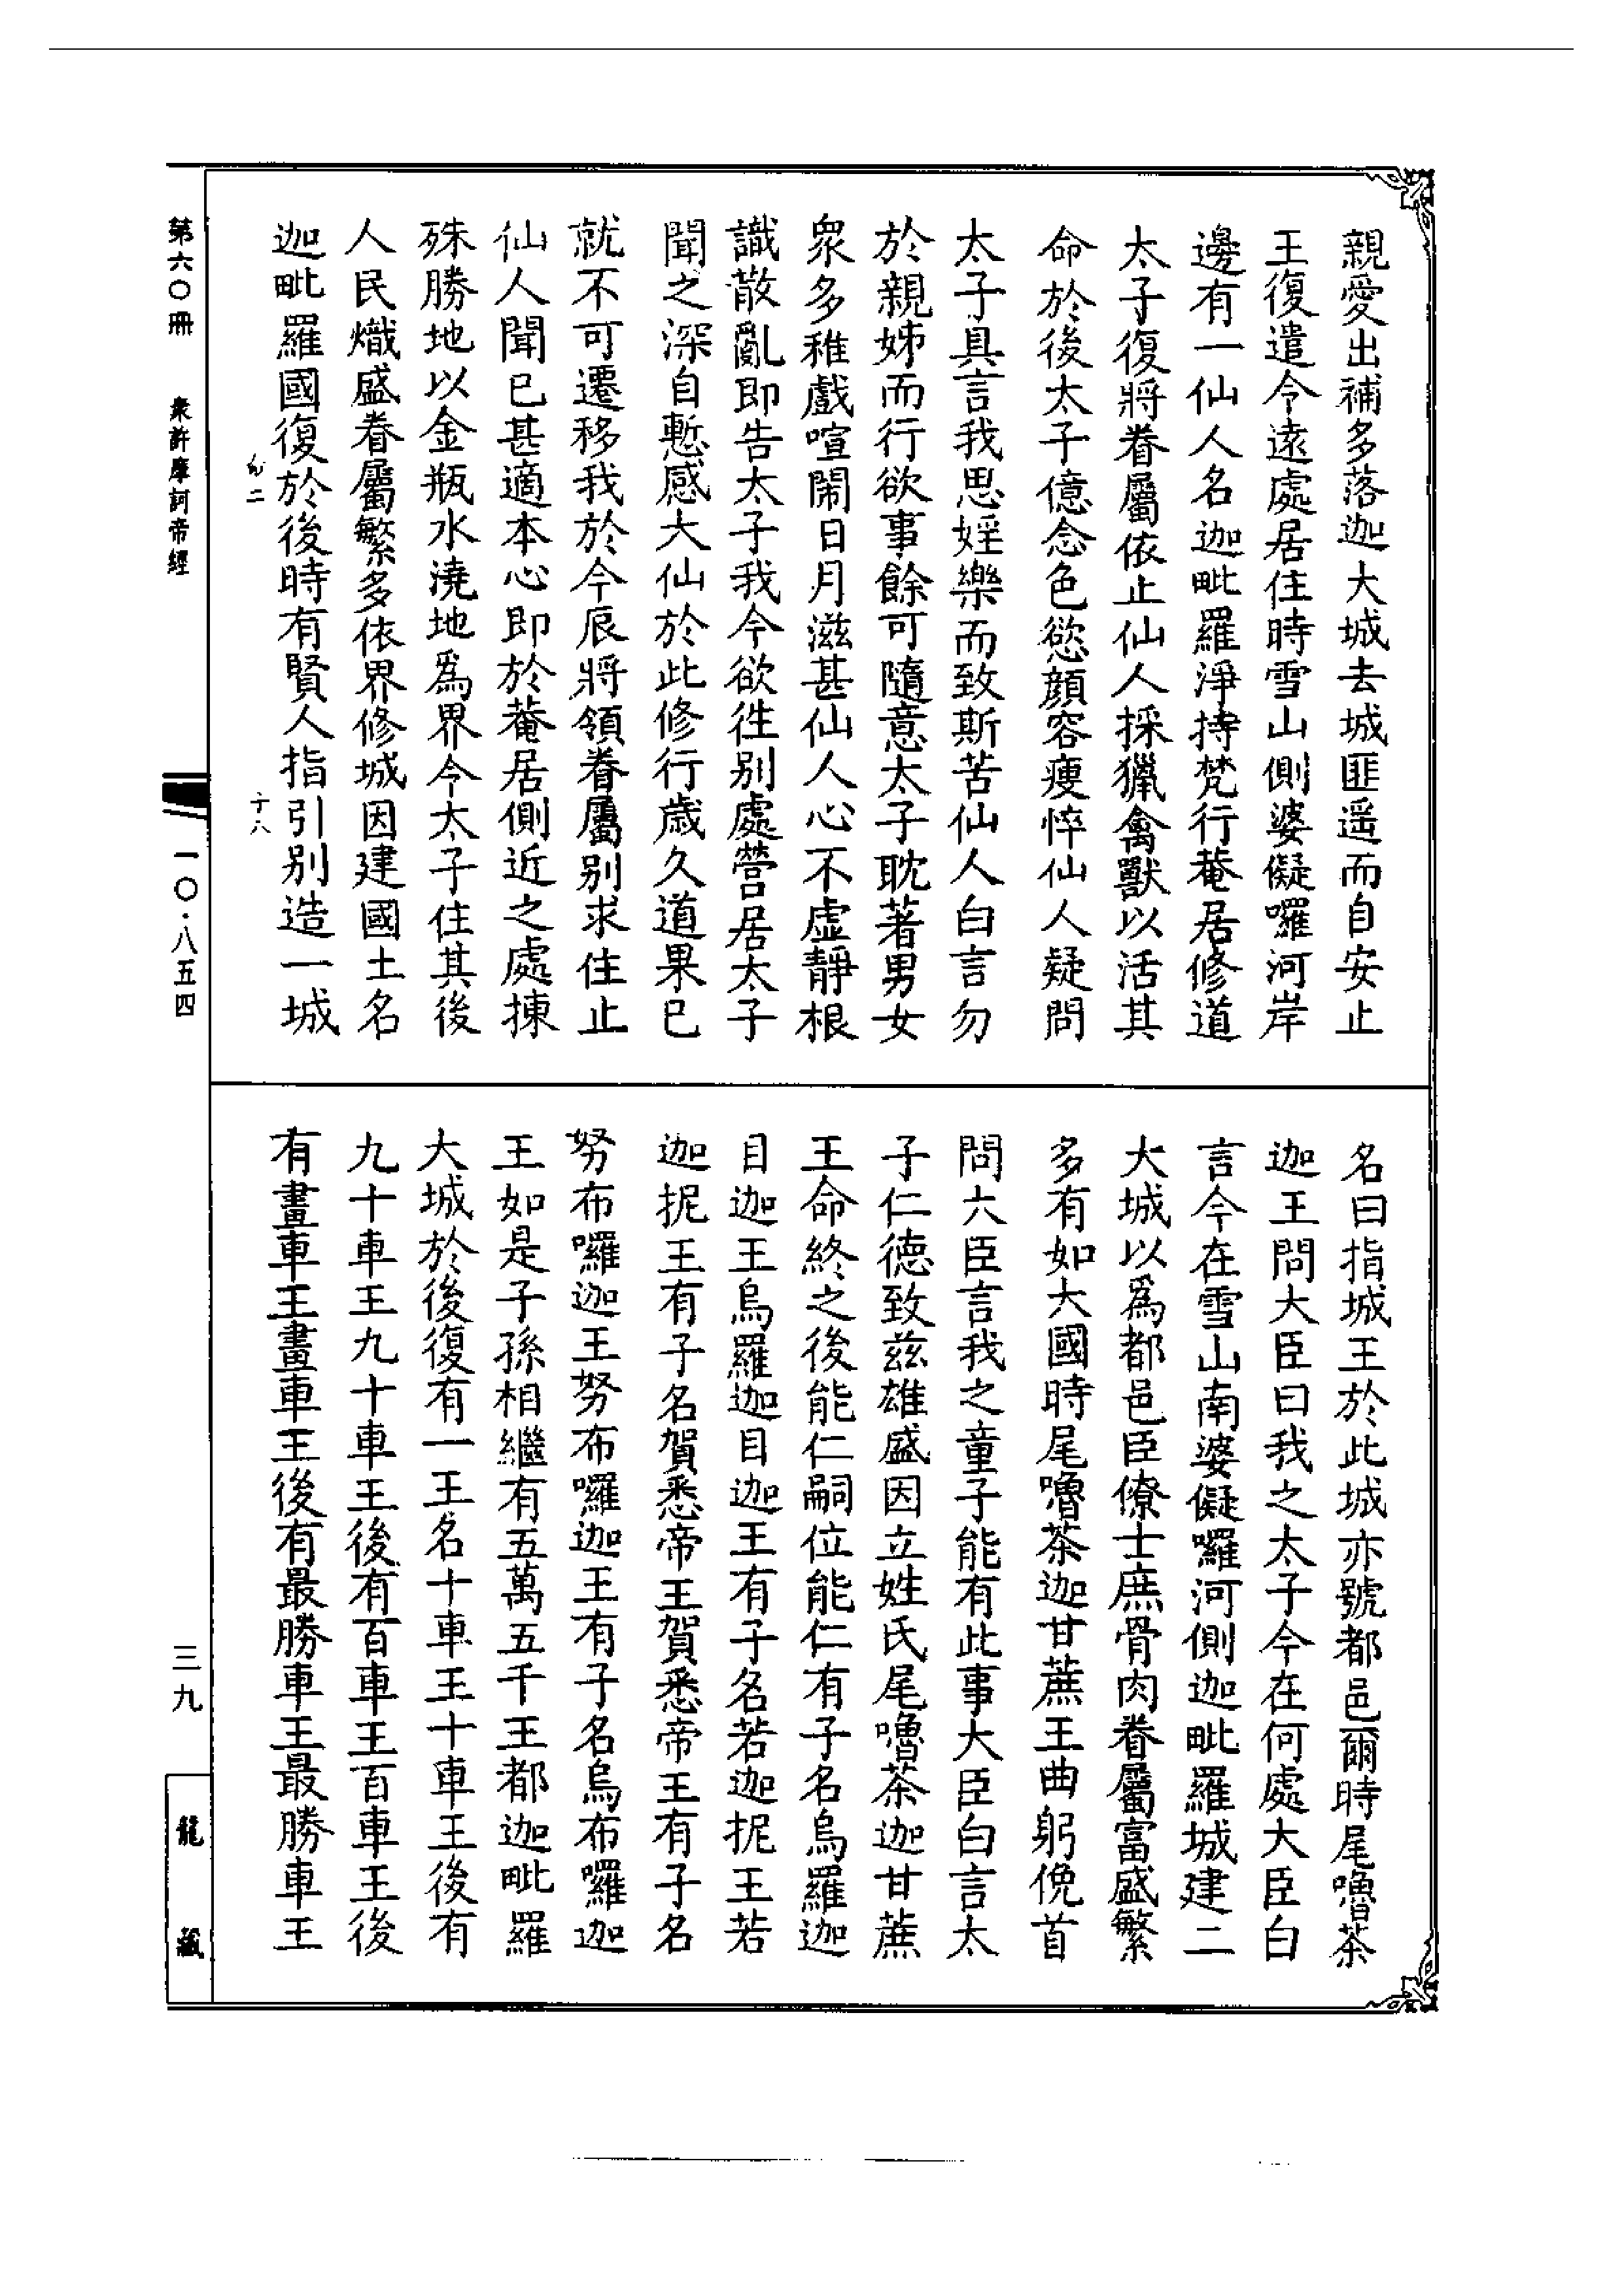 親愛出補多落迦大城去城匪遥而自安止
王復遣令遠處居住時雪山側婆儗囉河岸
邊有一仙人名迦毗羅淨持梵行菴居修道
太子復將眷屬依止仙人採獵禽獸以活其
命於後太子億念色慾顔容瘦悴仙人疑問
太子具言我思婬樂而致斯苦仙人白言勿
於親姊而行欲事餘可隨意太子耽著男女
衆多稚戲喧鬧日月滋甚仙人心不虚靜根
識散亂即告太子我今欲徃别處營居太子
聞之深自慙感大仙於此修行歲久道果已
就不可遷移我於今辰將領眷屬别求住止
仙人聞已甚適本心即於菴居側近之處揀
殊勝地以金瓶水澆地爲界令太子住其後
人民熾盛眷屬繁多依界修城因建國土名
迦毗羅國復於後時有賢人指引别造一城
名曰指城王於此城亦號都邑爾時尾嚕茶
迦王問大臣曰我之太子今在何處大臣白
言今在雪山南婆儗囉河側迦毗羅城建二
大城以爲都邑臣僚士庶骨肉眷屬富盛繁
多有如大國時尾嚕茶迦甘蔗王曲躬俛首
問六臣言我之童子能有此事大臣白言太
子仁德致兹雄盛因立姓氏尾嚕茶迦甘蔗
王命終之後能仁嗣位能仁有子名烏羅迦
目迦王烏羅迦目迦王有子名若迦抳王若
迦抳王有子名賀悉帝王賀悉帝王有子名
努布囉迦王努布囉迦王有子名烏布囉迦
王如是子孫相繼有五萬五千王都迦毗羅
大城於後復有一王名十車王十車王後有
九十車王九十車王後有百車王百車王後
有畫車王畫車王後有最勝車王最勝車王
第六〇冊 衆許摩訶帝經
二
十八
一〇·八五四
三九
龍藏